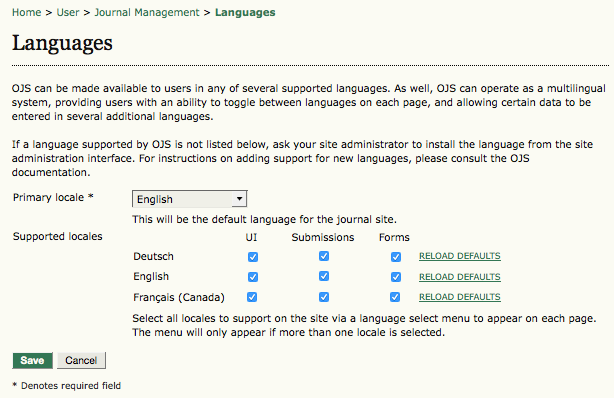 Home > User > Journal Management > Languages
Languages
OJS can be made available to users in any of several supported languages. As well, OJS can operate as a multilingual
system, providing users with an ability to toggle between languages on each page, and allowing certain data to be
entered in several additional languages.
If a language supported by OJS is not listed below, ask your site administrator to install the language from the site
administration interface. For instructions on adding support for new languages, please consult the OJS
documentation.
Primary locale * English
This will be the default language for the journal site.
Supported locales UI Submissions Forms
Deutsch RELOAD DEFAULTS
English RELOAD DEFAULTS
Français (Canada) RELOAD DEFAULTS
Select all locales to support on the site via a language select menu to appear on each page.
The menu will only appear if more than one locale is selected.
Save Cancel
* Denotes required field